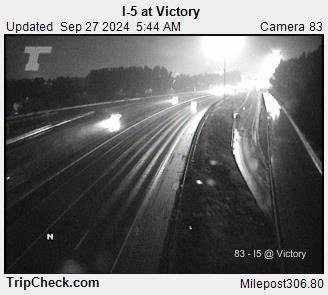 I-5 at Victory
Updated Sep 27 2024 5:44 AM Camera 83
T
N
83 - I5 @ Victory
TripCheck.com Milepost306.80